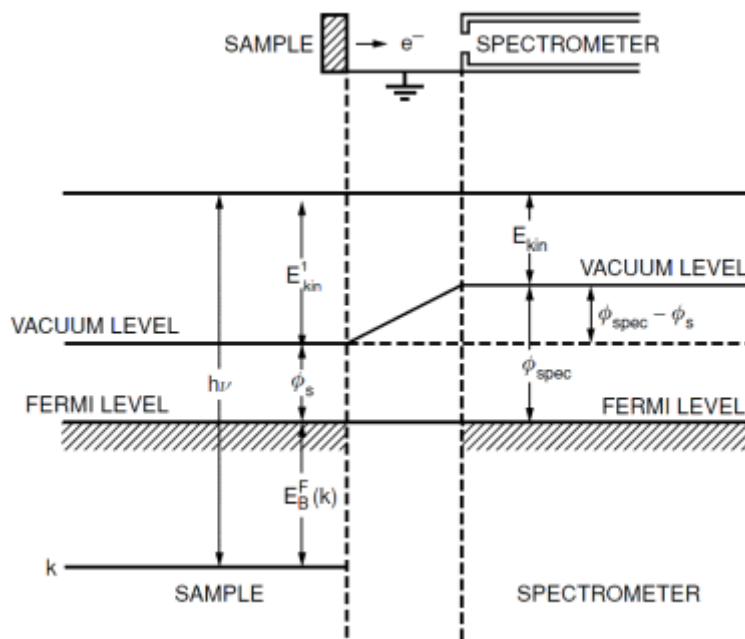 SAMPLE → e⁻ SPECTROMETER
E¹kin
Ekin
VACUUM LEVEL
VACUUM LEVEL
ϕspec − ϕs
hν
ϕs
ϕspec
FERMI LEVEL
FERMI LEVEL
E_B^F(k)
k
SAMPLE
SPECTROMETER